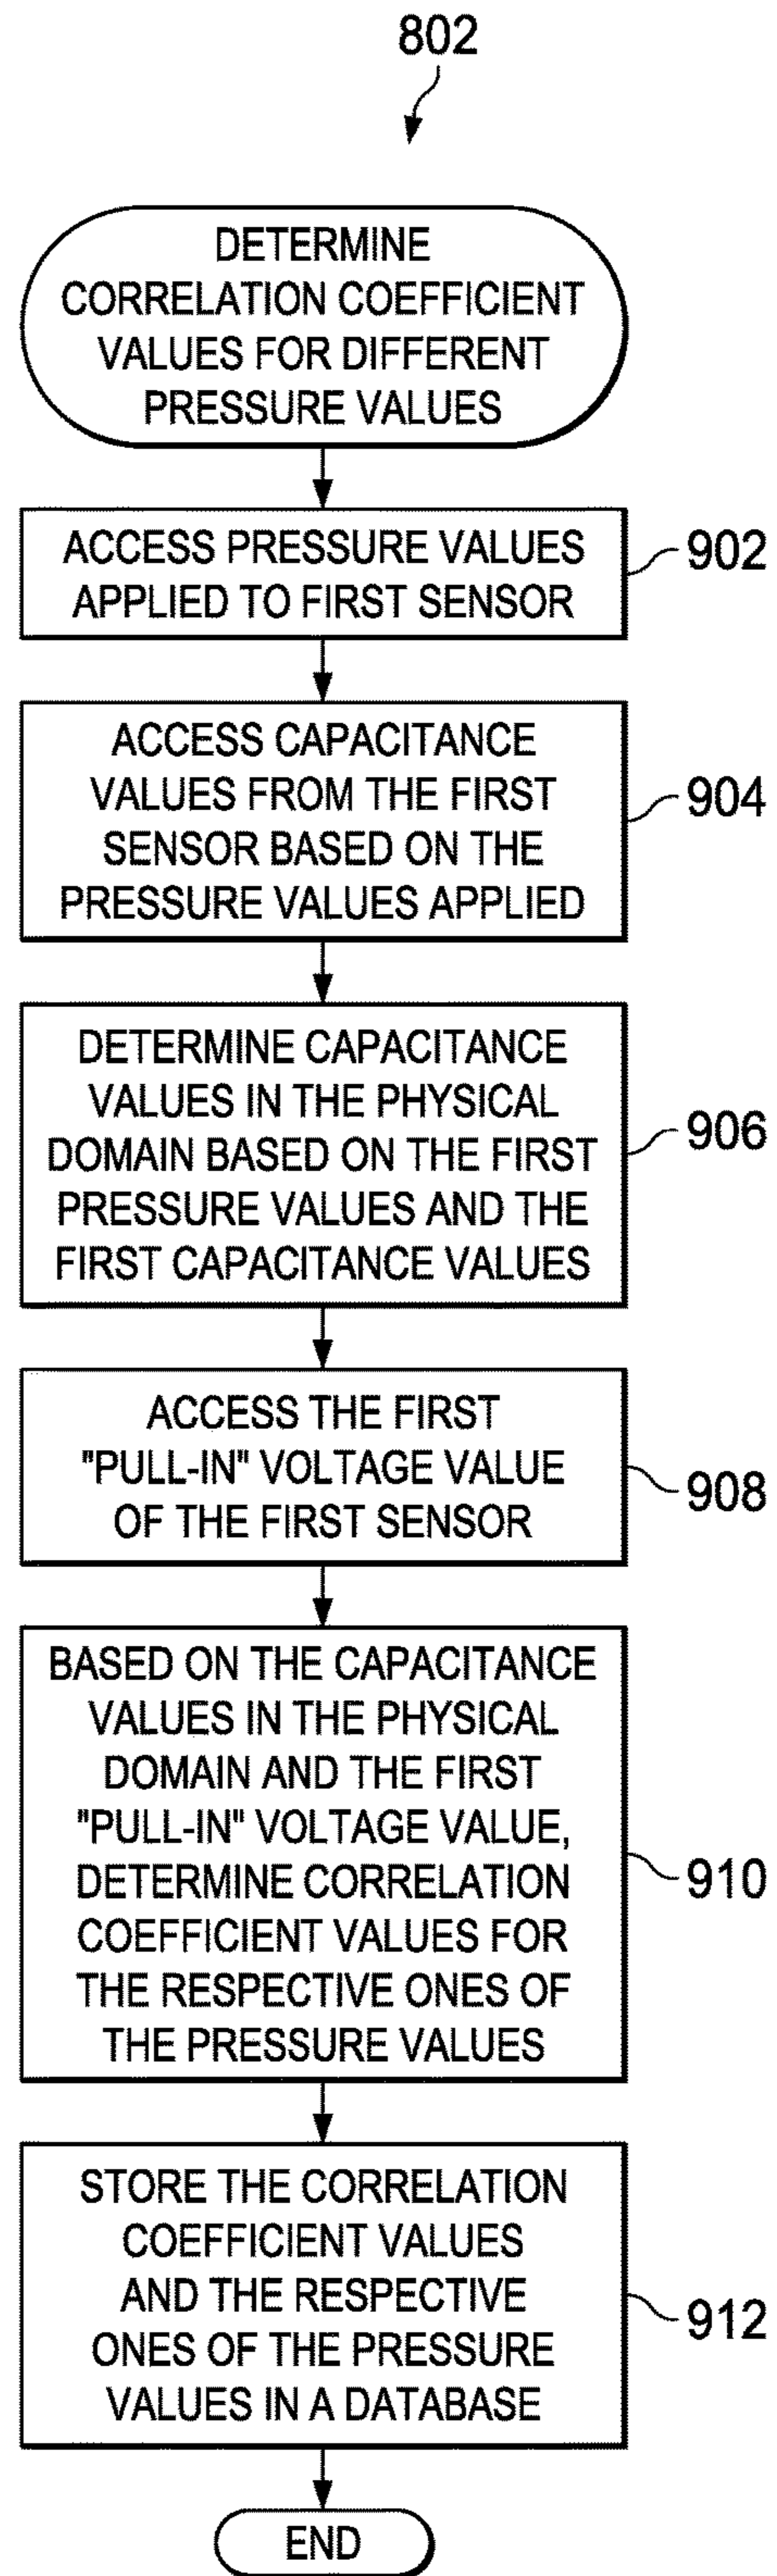 802
DETERMINE
CORRELATION COEFFICIENT
VALUES FOR DIFFERENT
PRESSURE VALUES
ACCESS PRESSURE VALUES
APPLIED TO FIRST SENSOR
902
ACCESS CAPACITANCE
VALUES FROM THE FIRST
SENSOR BASED ON THE
PRESSURE VALUES APPLIED
904
DETERMINE CAPACITANCE
VALUES IN THE PHYSICAL
DOMAIN BASED ON THE FIRST
PRESSURE VALUES AND THE
FIRST CAPACITANCE VALUES
906
ACCESS THE FIRST
"PULL-IN" VOLTAGE VALUE
OF THE FIRST SENSOR
908
BASED ON THE CAPACITANCE
VALUES IN THE PHYSICAL
DOMAIN AND THE FIRST
"PULL-IN" VOLTAGE VALUE,
DETERMINE CORRELATION
COEFFICIENT VALUES FOR
THE RESPECTIVE ONES OF
THE PRESSURE VALUES
910
STORE THE CORRELATION
COEFFICIENT VALUES
AND THE RESPECTIVE
ONES OF THE PRESSURE
VALUES IN A DATABASE
912
END